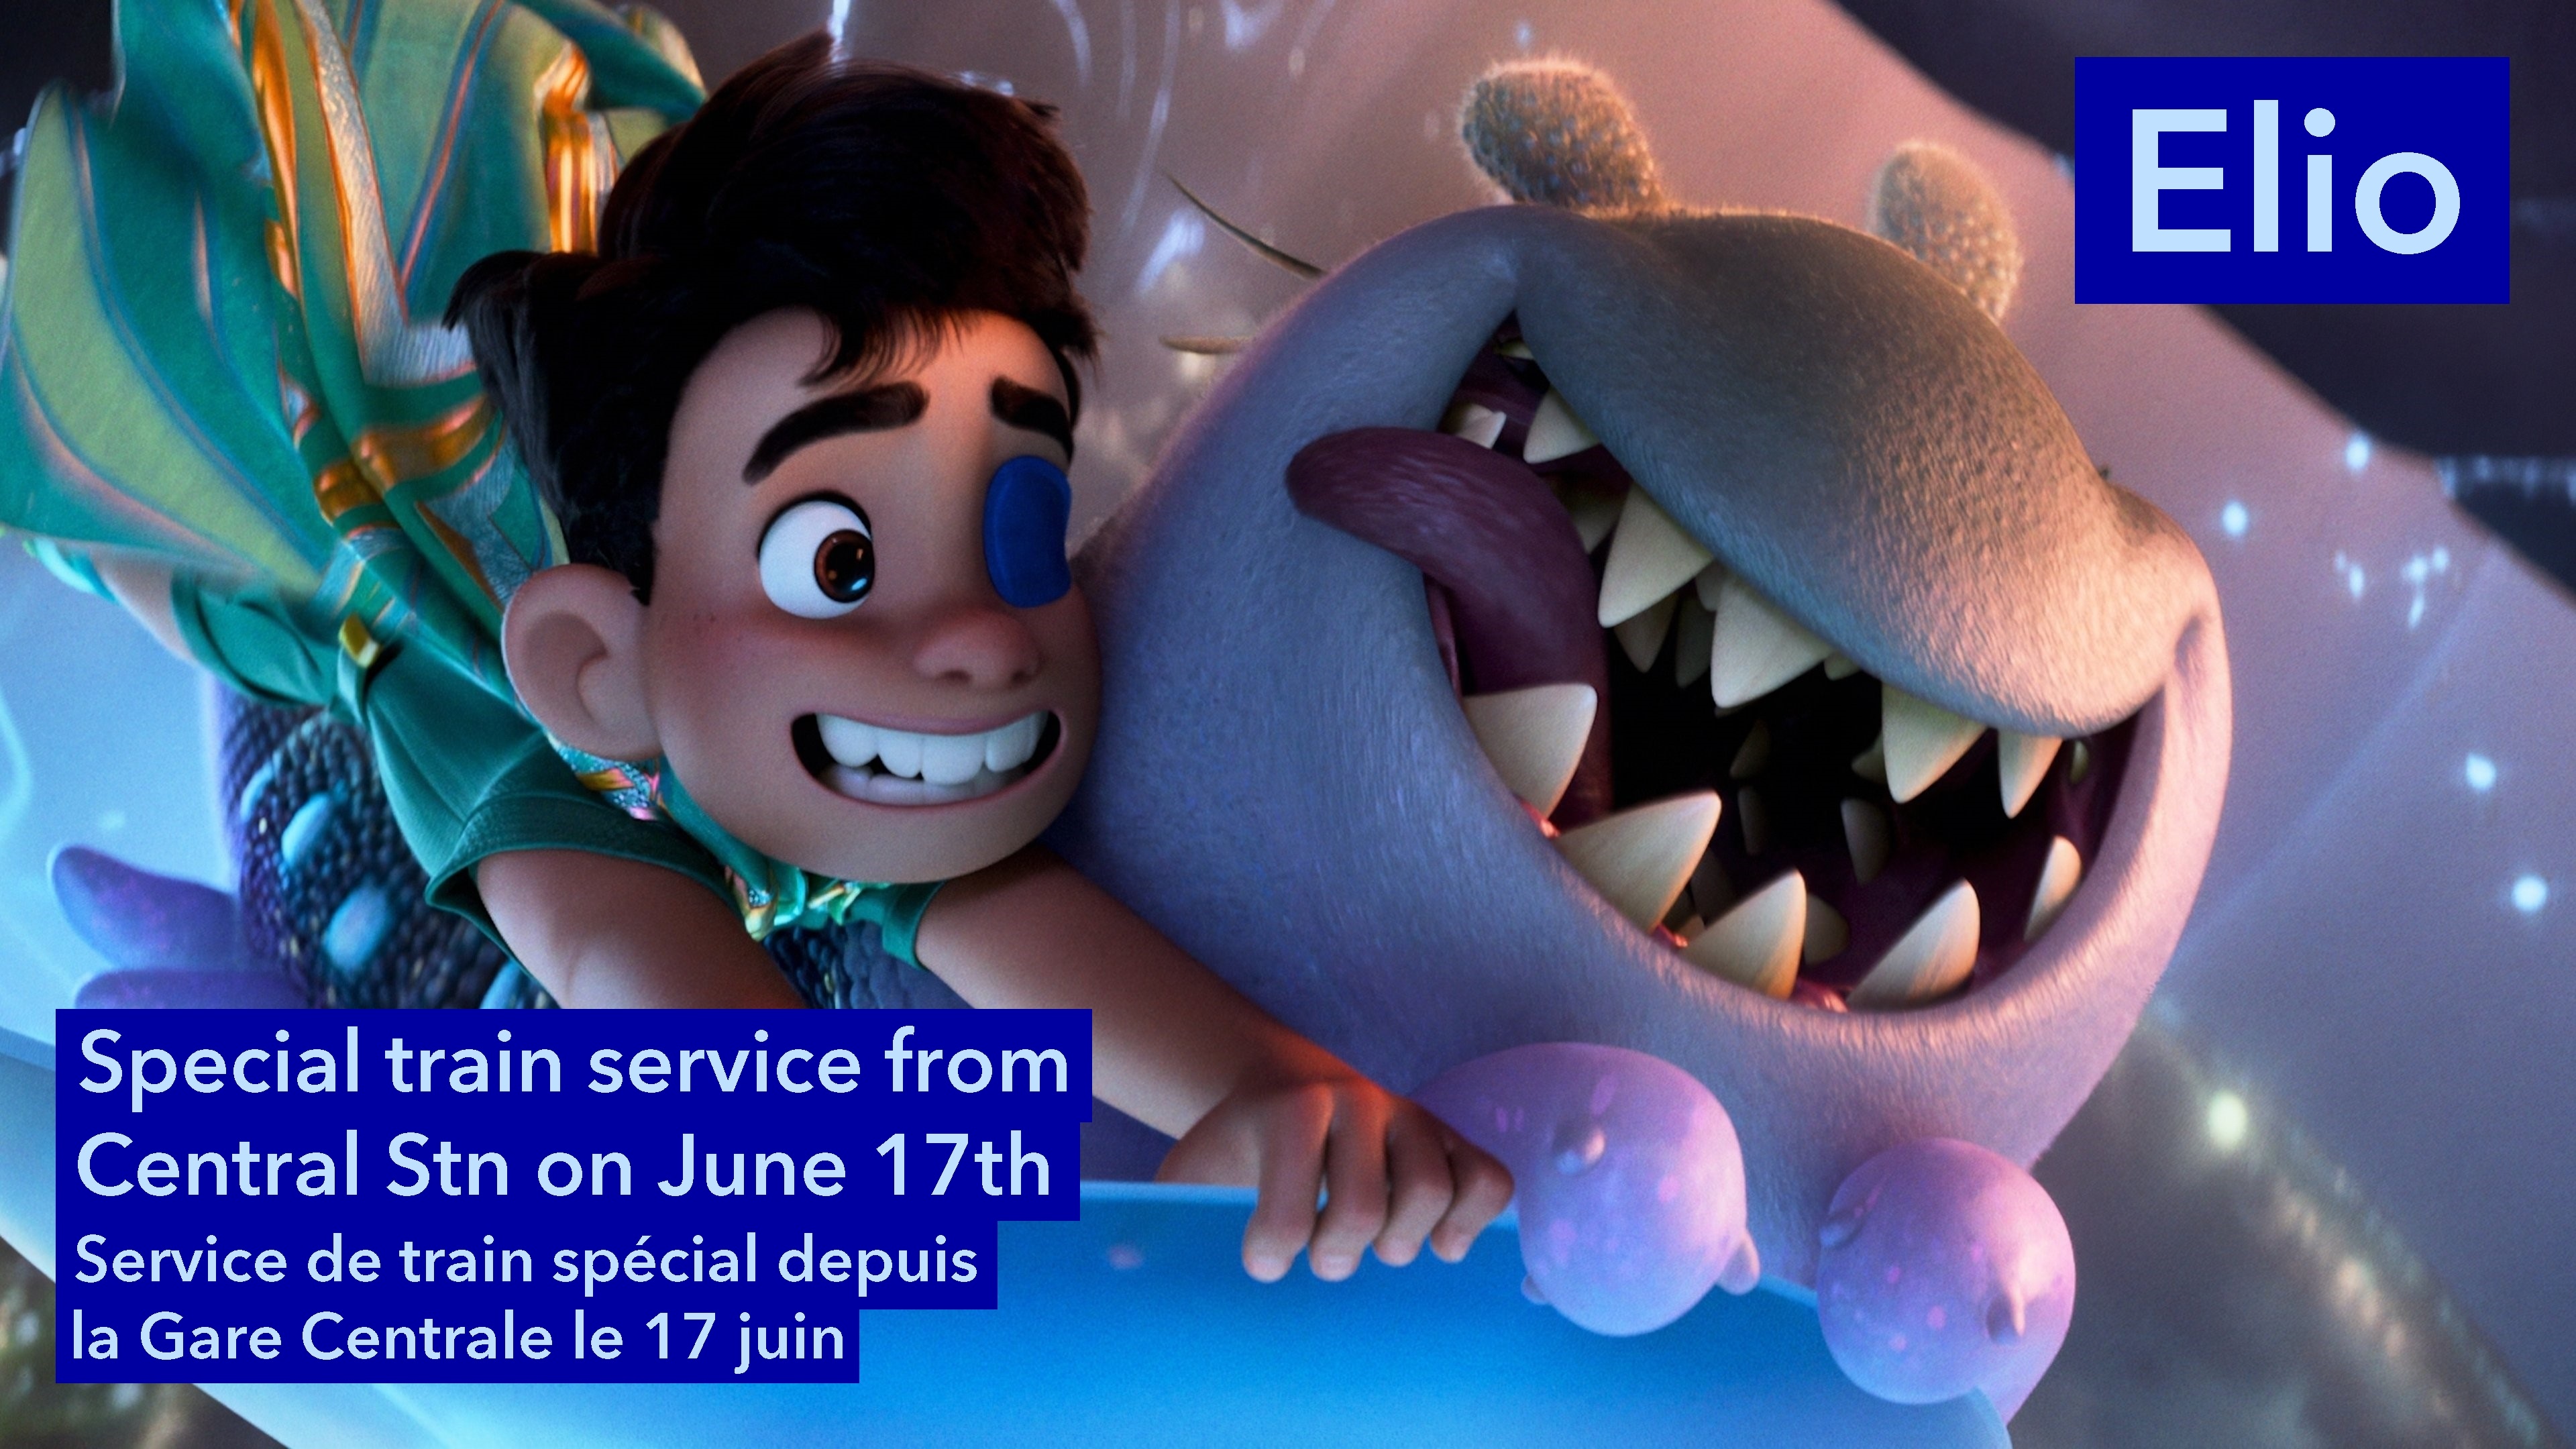 Elio
Special train service from
Central Stn on June 17th
Service de train spécial depuis
la Gare Centrale le 17 juin